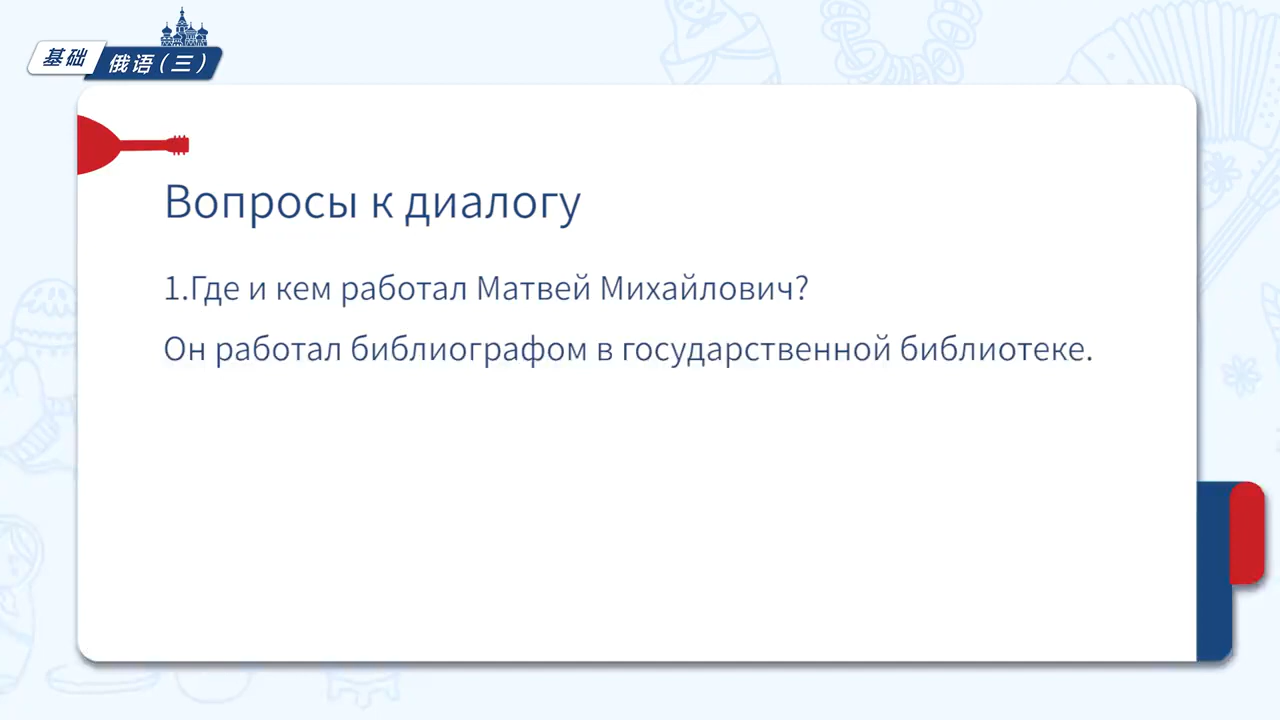 基础
俄语(三)
Вопросы к диалогу
1.Где и кем работал Матвей Михайлович?
Он работал библиографом в государственной библиотеке.